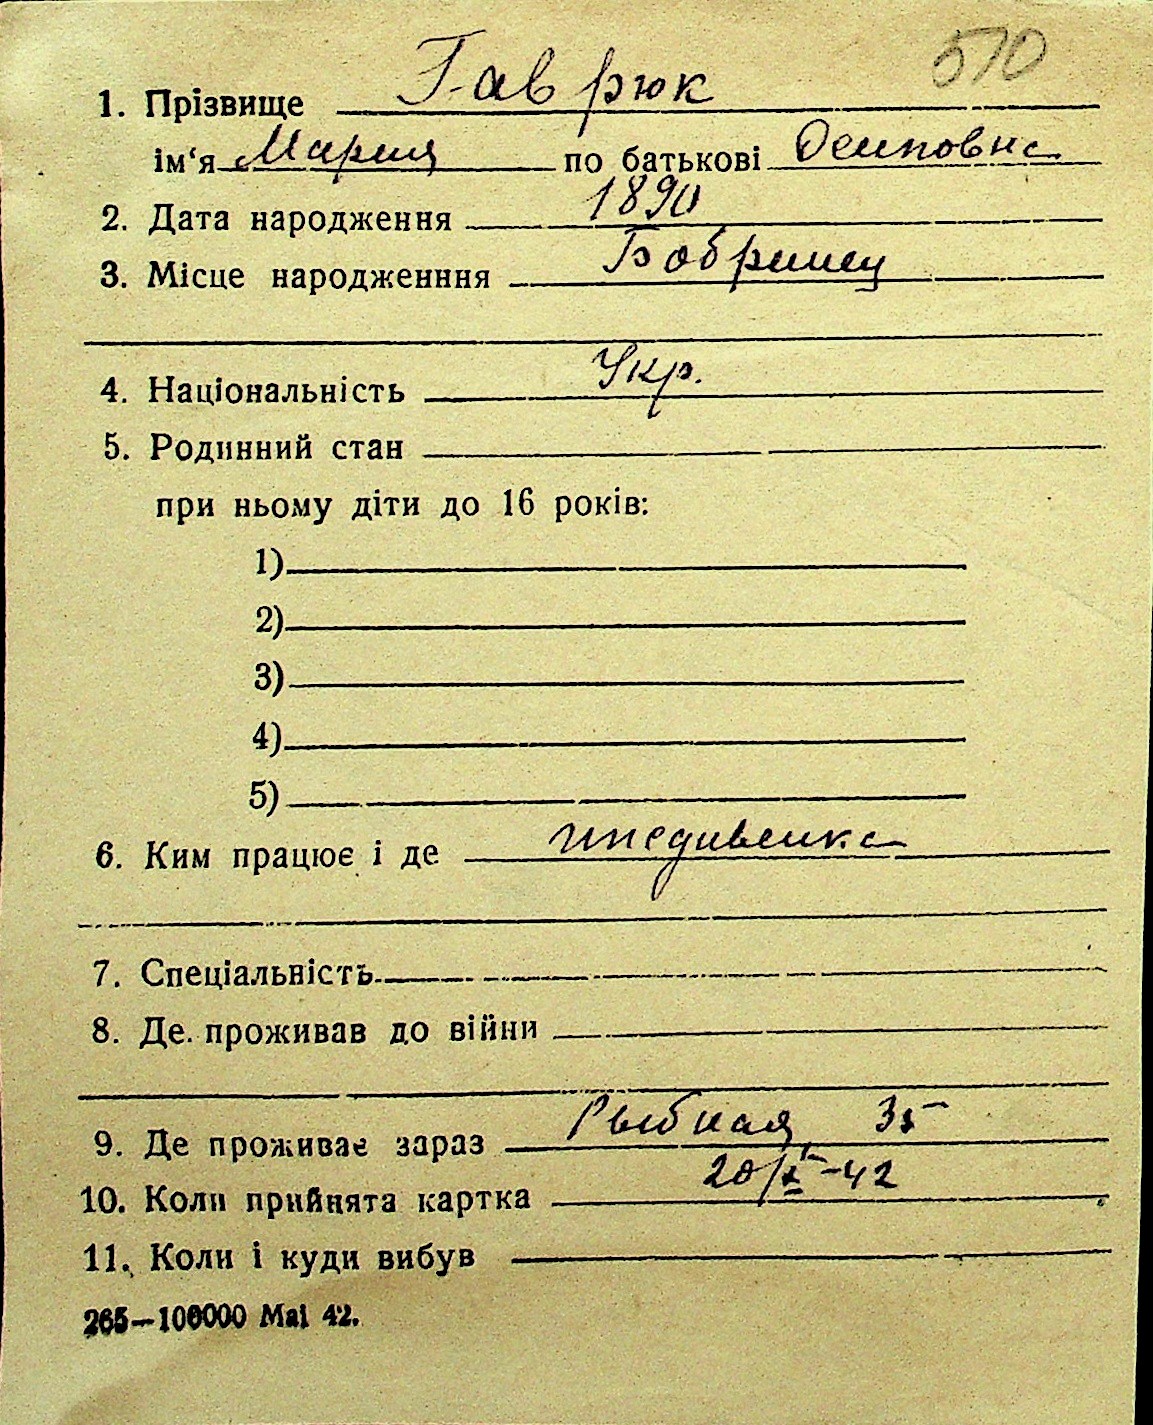 510
1. Прізвище Гаврюк
ім‘я Мария по батькові Осиповна
2. Дата народження 1890
3. Місце народженння Бобринец
4. Національність Укр.
5. Родинний стан
при ньому діти до 16 років:
1)
2)
3)
4)
5)
6. Ким працює і де иждивенка
7. Спеціальність
8. Де проживав до війни
9. Де проживає зараз Рыбная 35
10. Коли прийнята картка 20/X-42
11. Коли і куди вибув
265—100000 Mai 42.